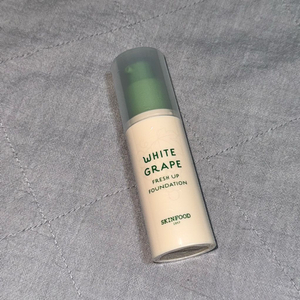 WHITE
GRAPE
FRESH UP
FOUNDATION
SKINFOOD